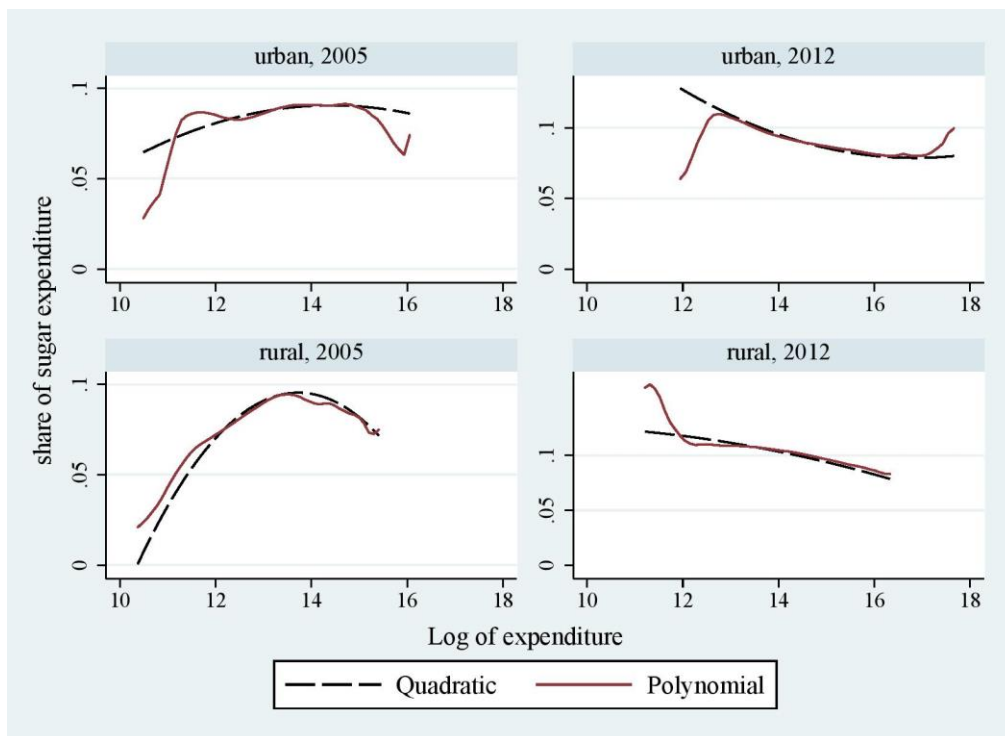 urban, 2005
urban, 2012
.1
.05
0
10 12 14 16 18
.1
.05
0
10 12 14 16 18
rural, 2005
rural, 2012
.1
.05
0
10 12 14 16 18
.1
.05
0
10 12 14 16 18
share of sugar expenditure
Log of expenditure
Quadratic
Polynomial